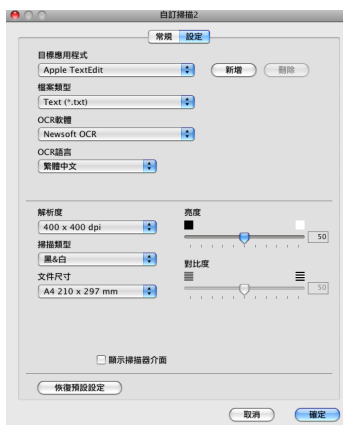 自訂掃描2
常規 設定
目標應用程式
Apple TextEdit 新增 刪除
檔案類型
Text (*.txt)
OCR軟體
Newsoft OCR
OCR語言
繁體中文
解析度 亮度
400 x 400 dpi 50
掃描類型
黑&白 對比度
文件尺寸
A4 210 x 297 mm 50
顯示掃描器介面
恢復預設設定
取消 確定